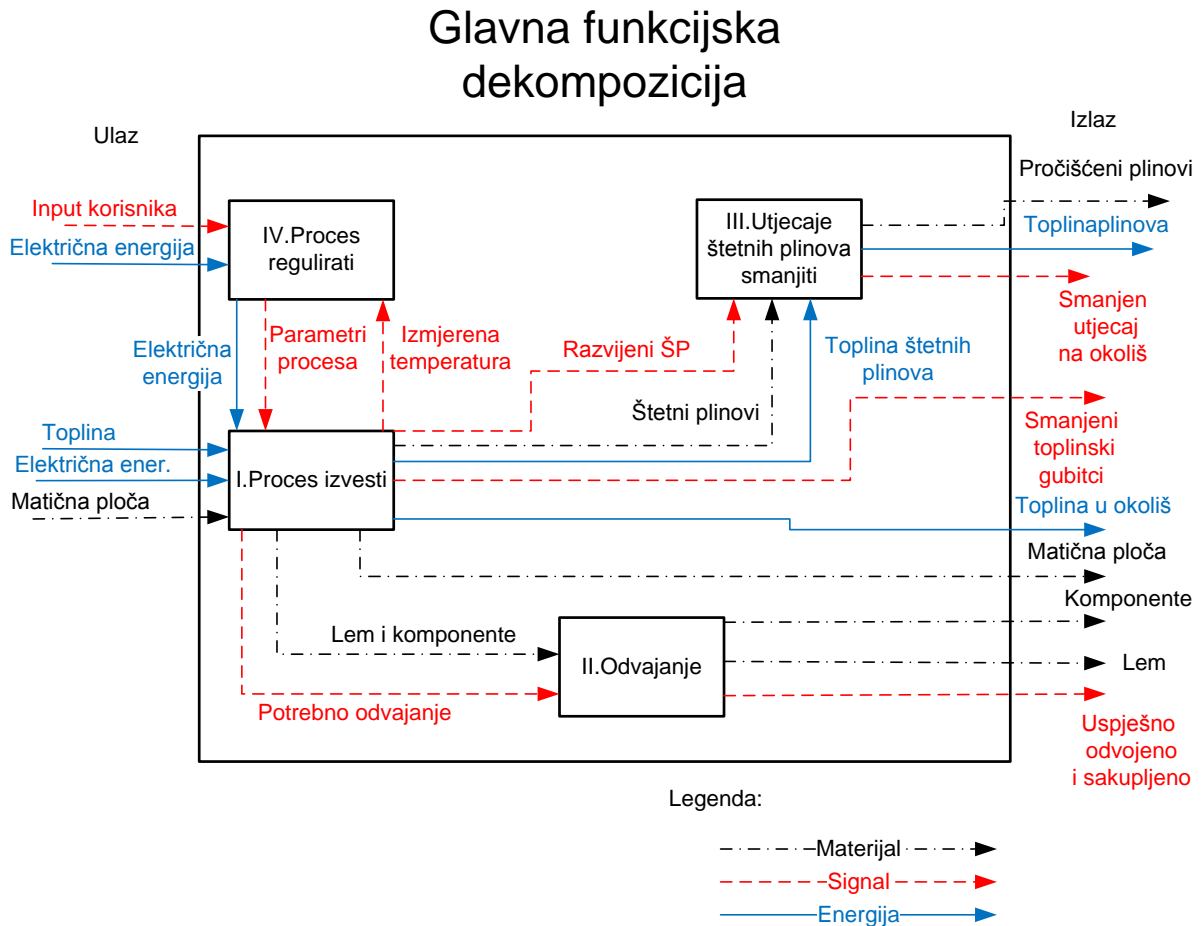 Glavna funkcijska
dekompozicija
Ulaz
Izlaz
Input korisnika
Električna energija
IV.Proces
regulirati
III.Utjecaje
štetnih plinova
smanjiti
Pročišćeni plinovi
Toplinaplinova
Smanjen
utjecaj
na okoliš
Električna
energija
Parametri
procesa
Izmjerena
temperatura
Razvijeni ŠP
Toplina štetnih
plinova
Štetni plinovi
Toplina
Električna ener.
Matična ploča
I.Proces izvesti
Smanjeni
toplinski
gubitci
Toplina u okoliš
Matična ploča
Komponente
Lem i komponente
II.Odvajanje
Lem
Potrebno odvajanje
Uspješno
odvojeno
i sakupljeno
Legenda:
Materijal
Signal
Energija